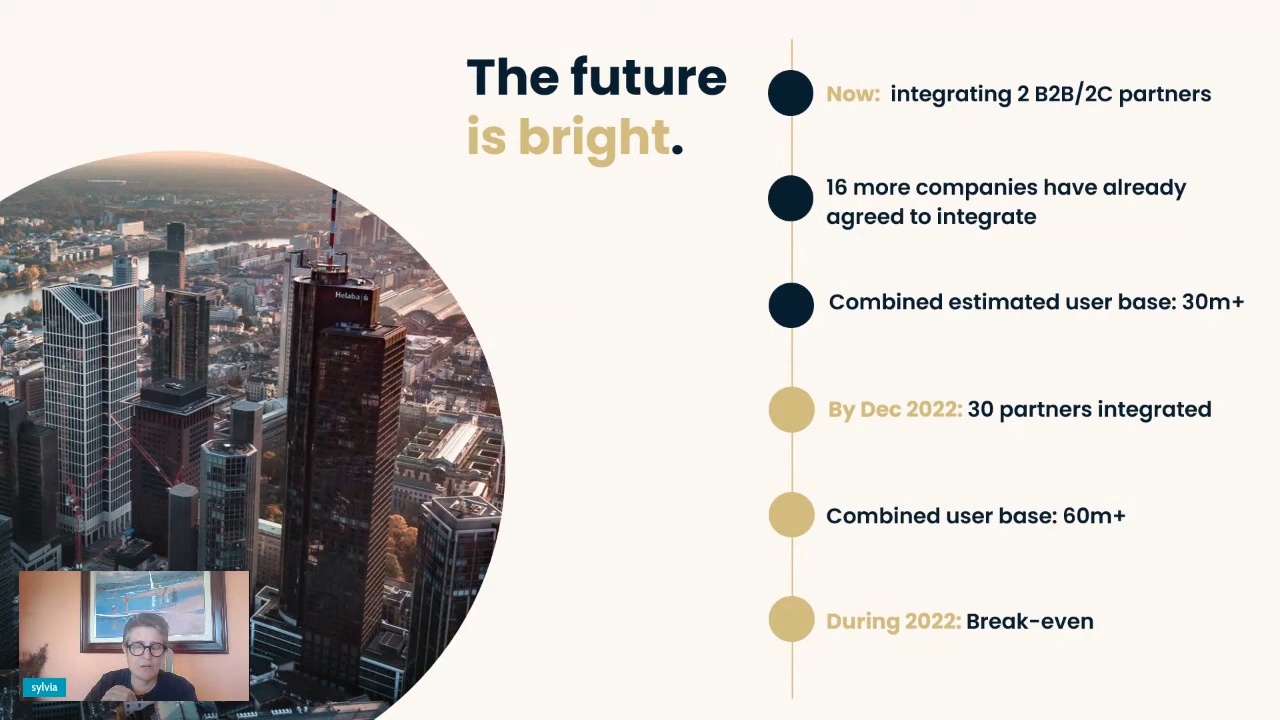 The future
is bright.
Now: integrating 2 B2B/2C partners
16 more companies have already
agreed to integrate
Combined estimated user base: 30m+
By Dec 2022: 30 partners integrated
Combined user base: 60m+
During 2022: Break-even
Helaba
sylvia